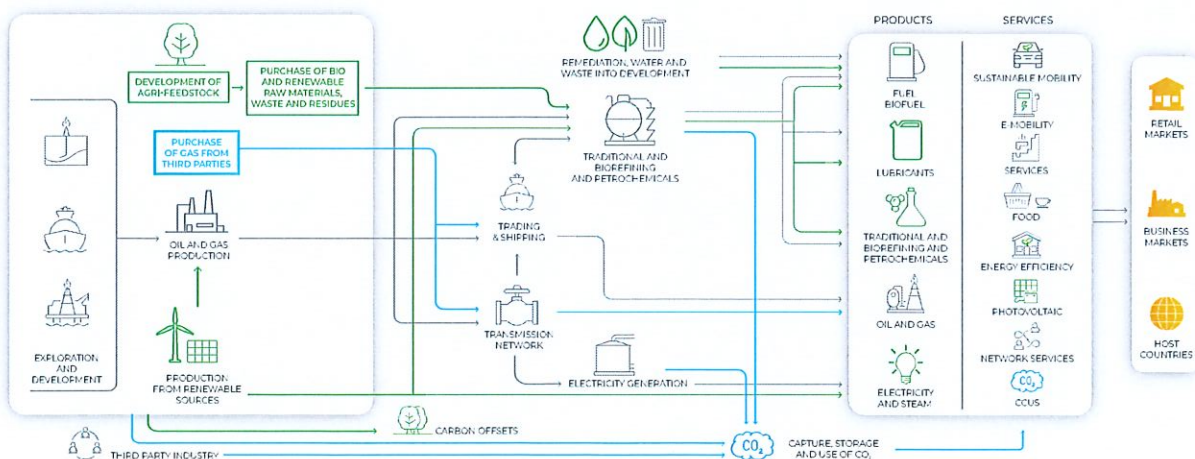 PRODUCTS
SERVICES
DEVELOPMENT OF
AGRI-FEEDSTOCK
PURCHASE OF BIO
AND RENEWABLE
RAW MATERIALS,
WASTE AND RESIDUES
PURCHASE
OF GAS FROM
THIRD PARTIES
OIL AND GAS
PRODUCTION
EXPLORATION
AND
DEVELOPMENT
PRODUCTION
FROM RENEWABLE
SOURCES
REMEDIATION, WATER AND
WASTE INTO DEVELOPMENT
TRADITIONAL AND
BIOREFINING
AND PETROCHEMICALS
TRADING
& SHIPPING
TRANSMISSION
NETWORK
ELECTRICITY GENERATION
CARBON OFFSETS
THIRD PARTY INDUSTRY
CO₂
CAPTURE, STORAGE
AND USE OF CO₂
FUEL
BIOFUEL
LUBRICANTS
TRADITIONAL AND
BIOREFINING AND
PETROCHEMICALS
OIL AND GAS
ELECTRICITY
AND STEAM
SUSTAINABLE MOBILITY
E-MOBILITY
SERVICES
FOOD
ENERGY EFFICIENCY
PHOTOVOLTAIC
NETWORK SERVICES
CO₂
CCUS
RETAIL
MARKETS
BUSINESS
MARKETS
HOST
COUNTRIES